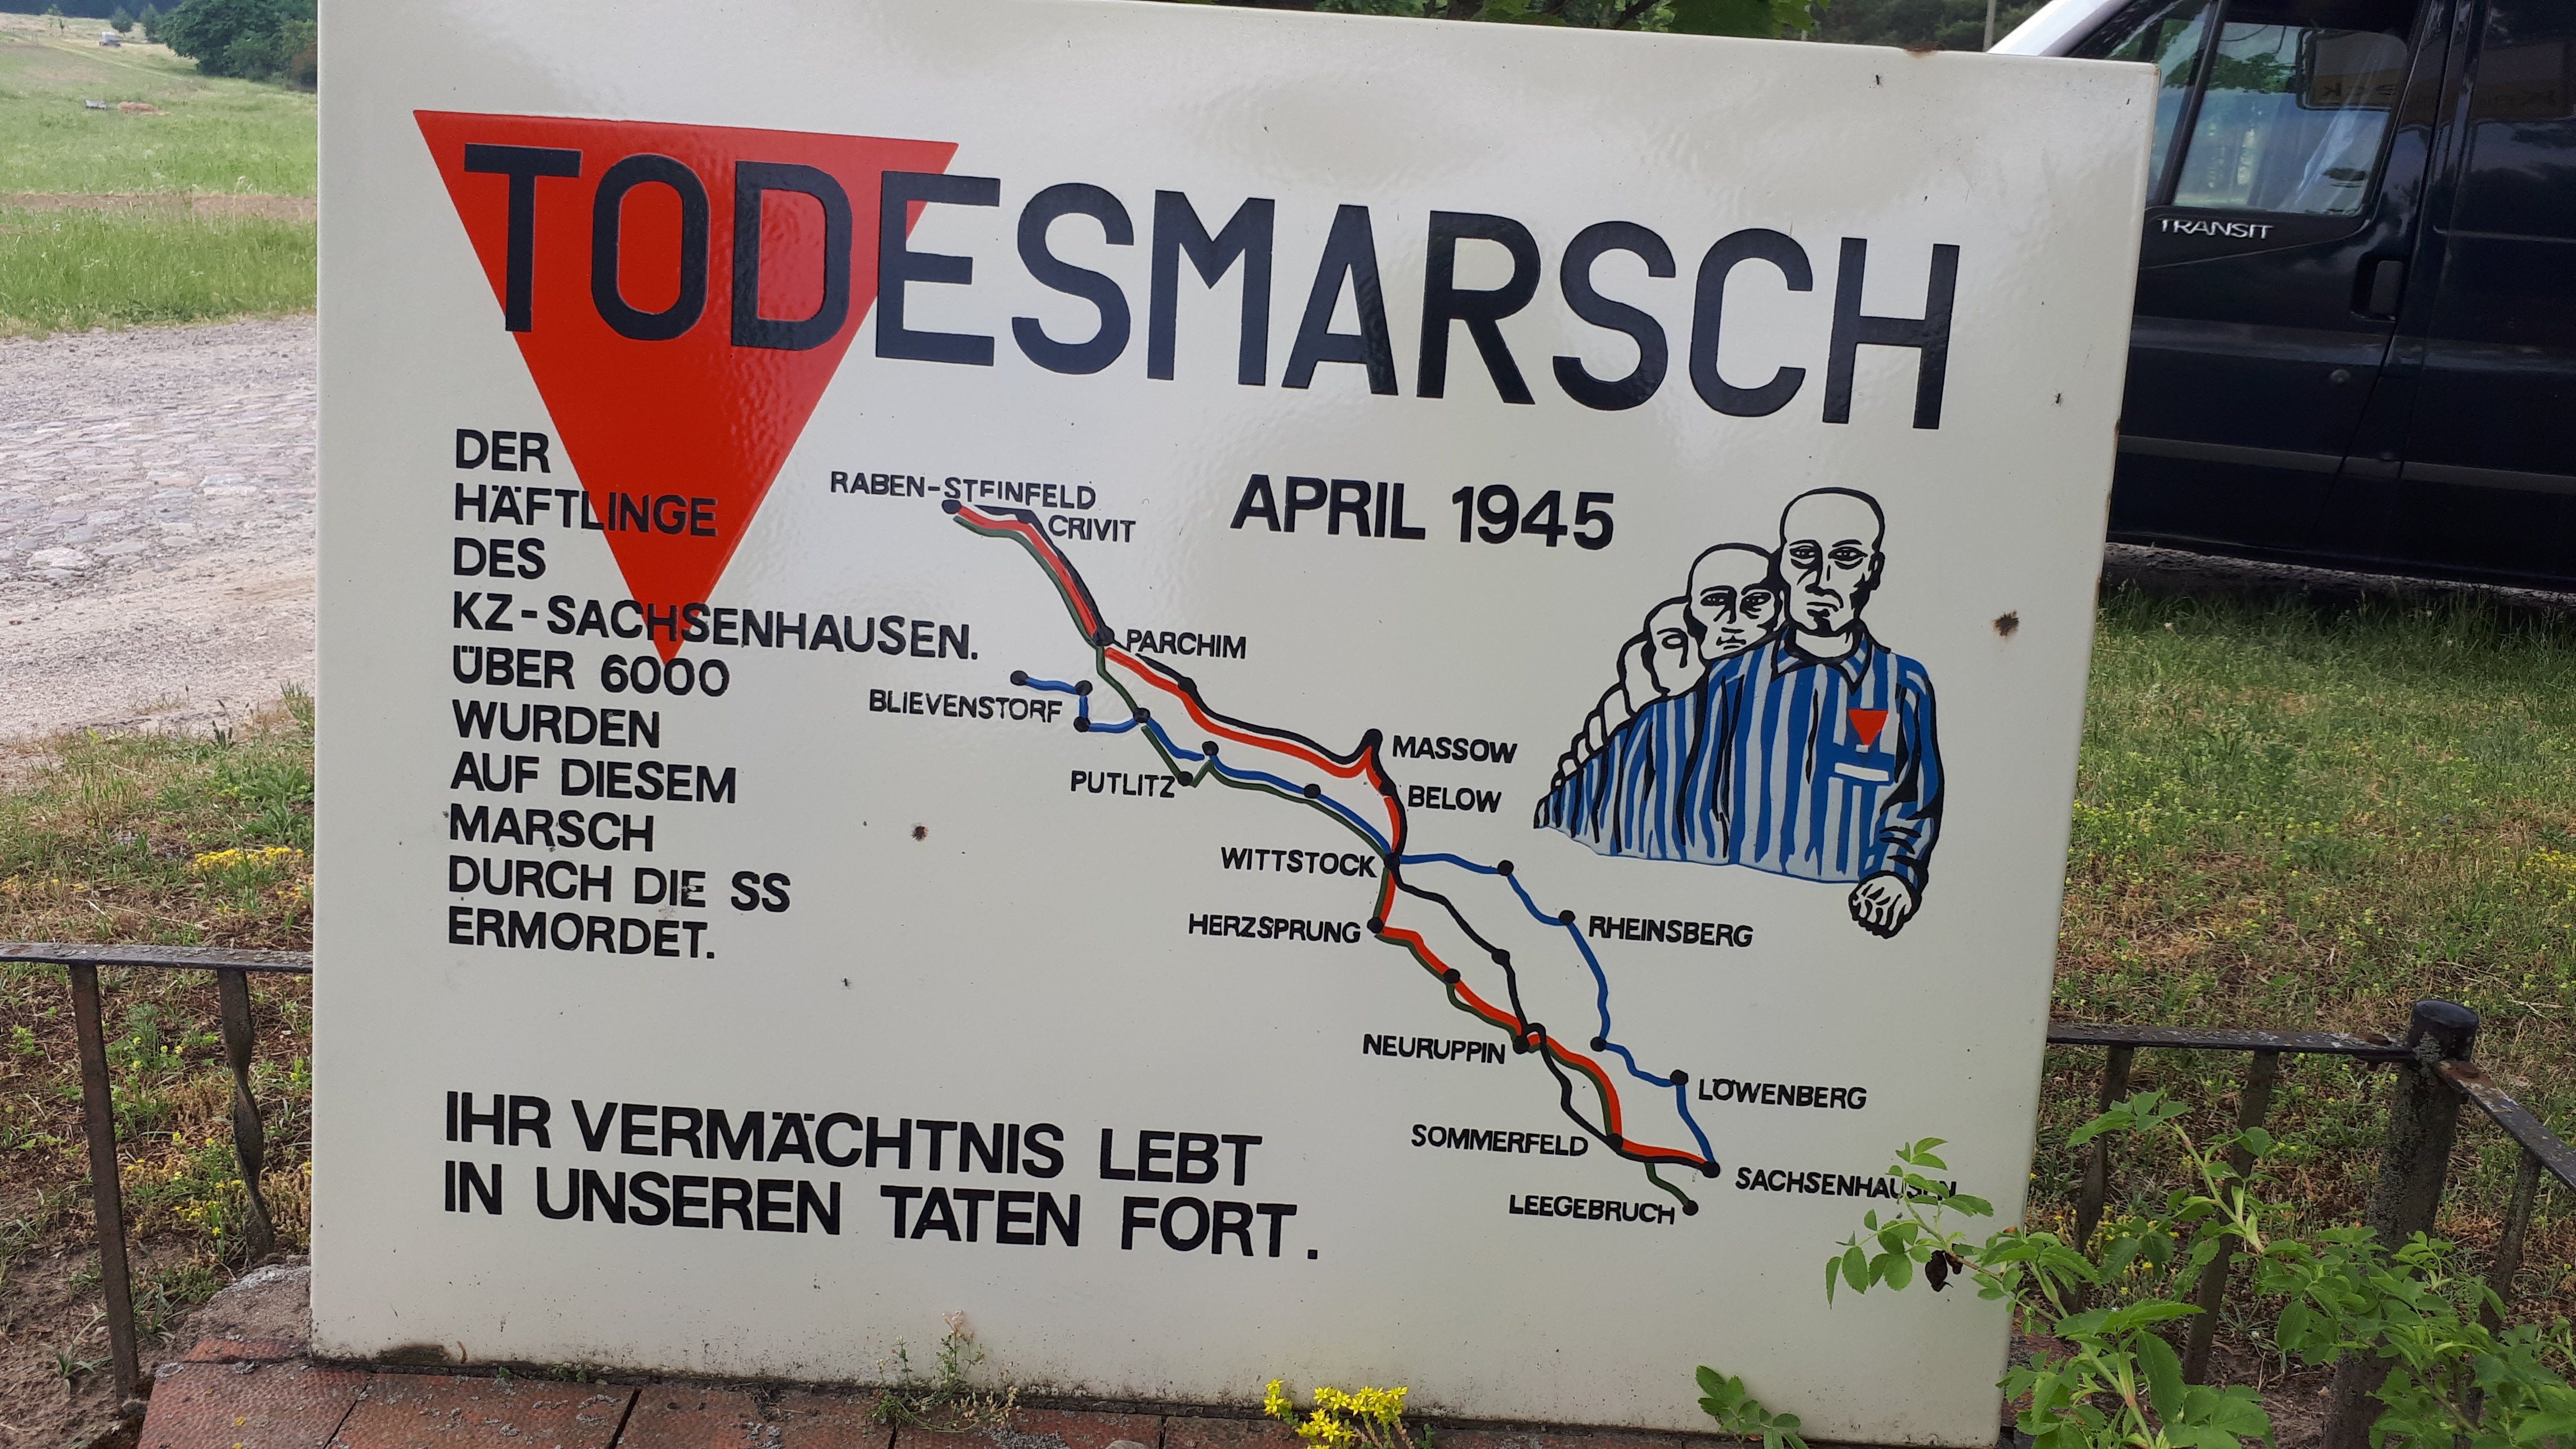 TODESMARSCH
APRIL 1945
DER
HÄFTLINGE
DES
KZ-SACHSENHAUSEN.
ÜBER 6000
WURDEN
AUF DIESEM
MARSCH
DURCH DIE SS
ERMORDET.
RABEN-STEINFELD
CRIVIT
PARCHIM
BLIEVENSTORF
MASSOW
PUTLITZ
BELOW
WITTSTOCK
HERZSPRUNG
RHEINSBERG
NEURUPPIN
LÖWENBERG
SOMMERFELD
SACHSENHAUSEN
LEEGEBRUCH
IHR VERMÄCHTNIS LEBT
IN UNSEREN TATEN FORT.
TRANSIT